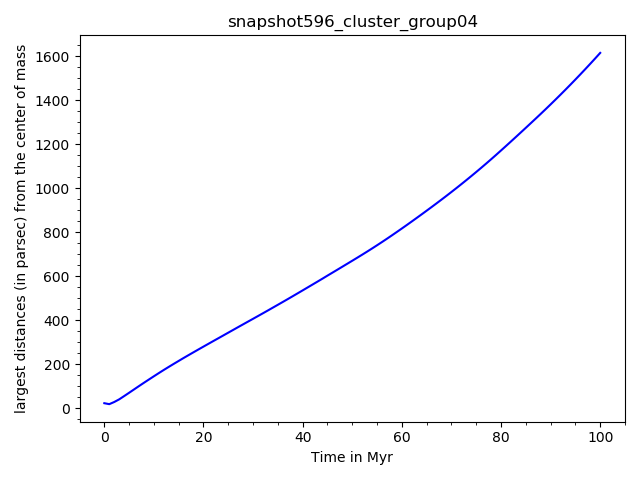 snapshot596_cluster_group04
largest distances (in parsec) from the center of mass
1600
1400
1200
1000
800
600
400
200
0
0 20 40 60 80 100
Time in Myr